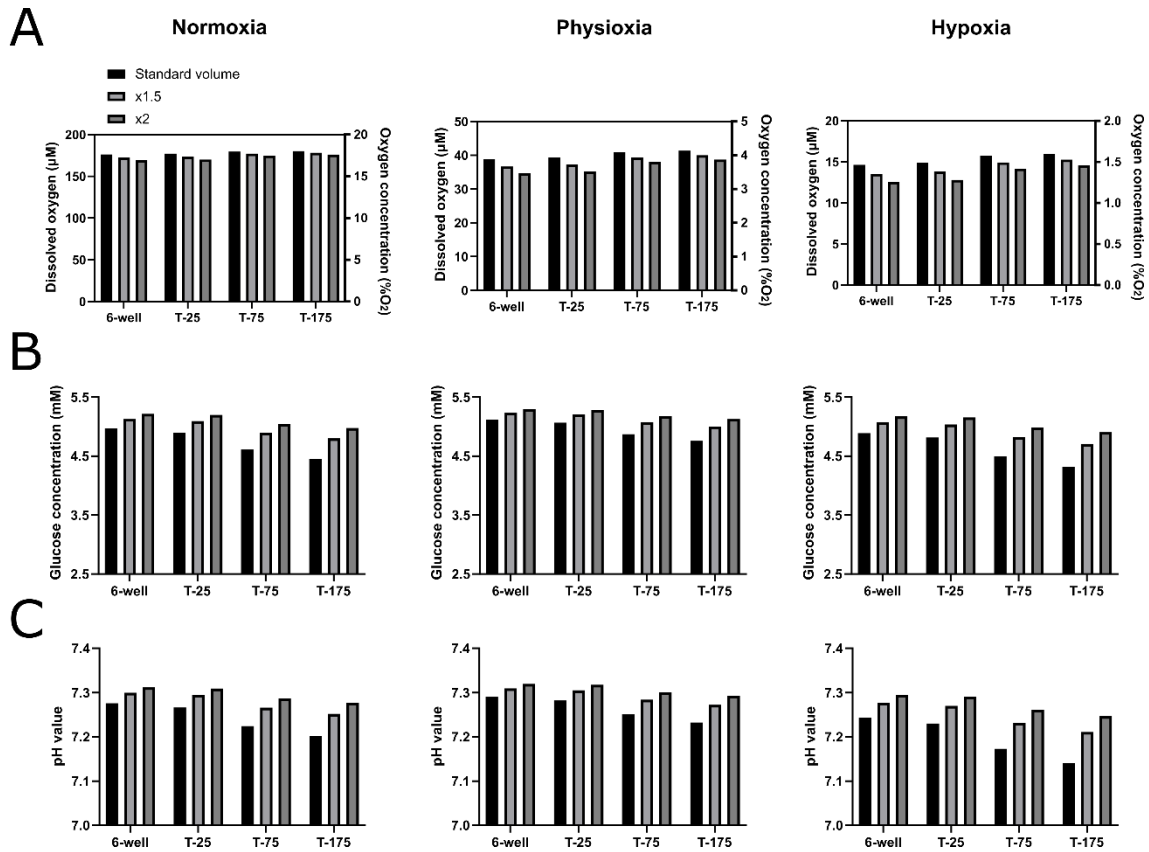 A
Normoxia
Physioxia
Hypoxia
Standard volume
x1.5
x2
Dissolved oxygen (µM)
200
150
100
50
0
6-well T-25 T-75 T-175
20
15
10
5
0
Oxygen concentration (%O₂)
Dissolved oxygen (µM)
50
40
30
20
10
0
6-well T-25 T-75 T-175
5
4
3
2
1
0
Oxygen concentration (%O₂)
Dissolved oxygen (µM)
20
15
10
5
0
6-well T-25 T-75 T-175
2.0
1.5
1.0
0.5
0.0
Oxygen concentration (%O₂)
B
Glucose concentration (mM)
5.5
4.5
3.5
2.5
6-well T-25 T-75 T-175
Glucose concentration (mM)
5.5
4.5
3.5
2.5
6-well T-25 T-75 T-175
Glucose concentration (mM)
5.5
4.5
3.5
2.5
6-well T-25 T-75 T-175
C
pH value
7.4
7.3
7.2
7.1
7.0
6-well T-25 T-75 T-175
pH value
7.4
7.3
7.2
7.1
7.0
6-well T-25 T-75 T-175
pH value
7.4
7.3
7.2
7.1
7.0
6-well T-25 T-75 T-175